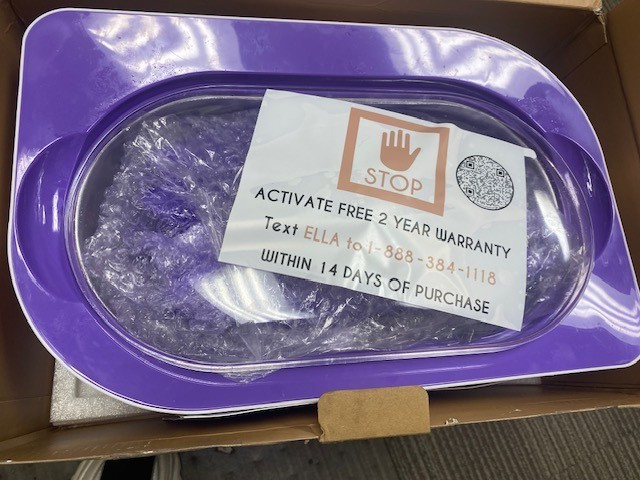 STOP
ACTIVATE FREE 2 YEAR WARRANTY
Text ELLA to 1-888-384-1118
WITHIN 14 DAYS OF PURCHASE